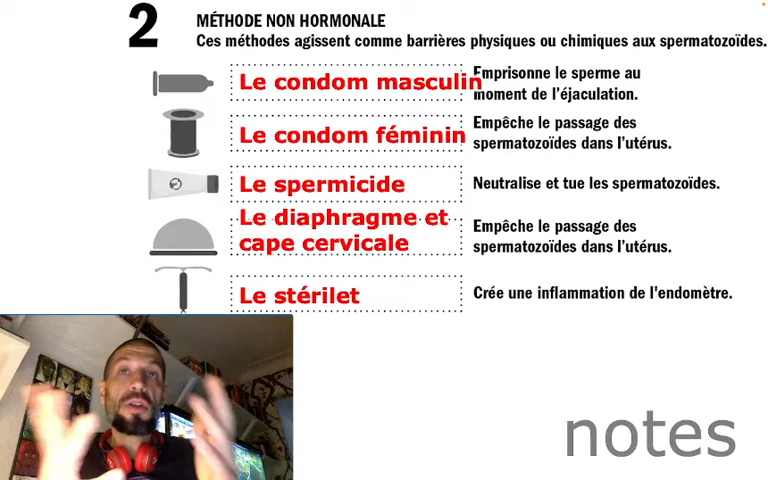 2
MÉTHODE NON HORMONALE
Ces méthodes agissent comme barrières physiques ou chimiques aux spermatozoïdes.
Le condom masculin
Emprisonne le sperme au
moment de l'éjaculation.
Le condom féminin
Empêche le passage des
spermatozoïdes dans l'utérus.
Le spermicide
Neutralise et tue les spermatozoïdes.
Le diaphragme et
cape cervicale
Empêche le passage des
spermatozoïdes dans l'utérus.
Le stérilet
Crée une inflammation de l'endomètre.
notes